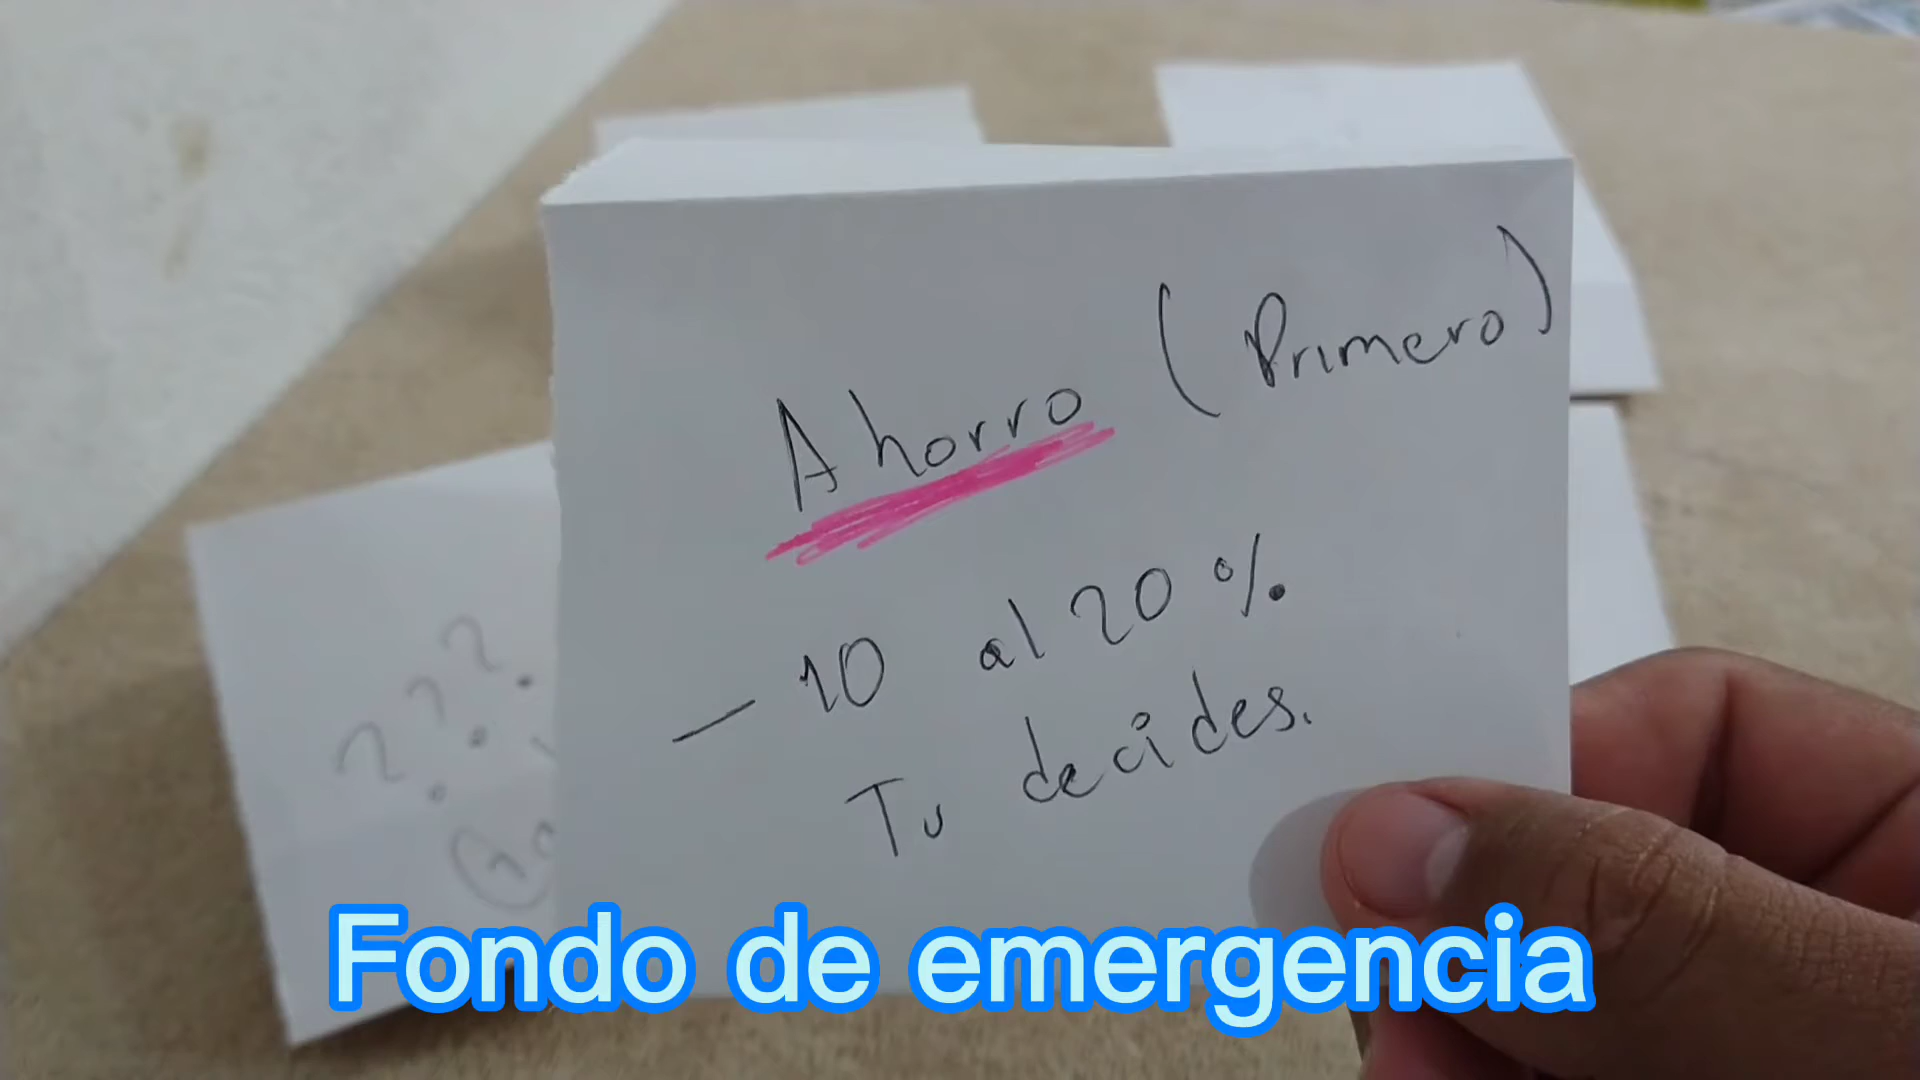 Ahorro (Primero)
- 10 al 20 %.
Tu decides.
? ? ?
Fondo de emergencia